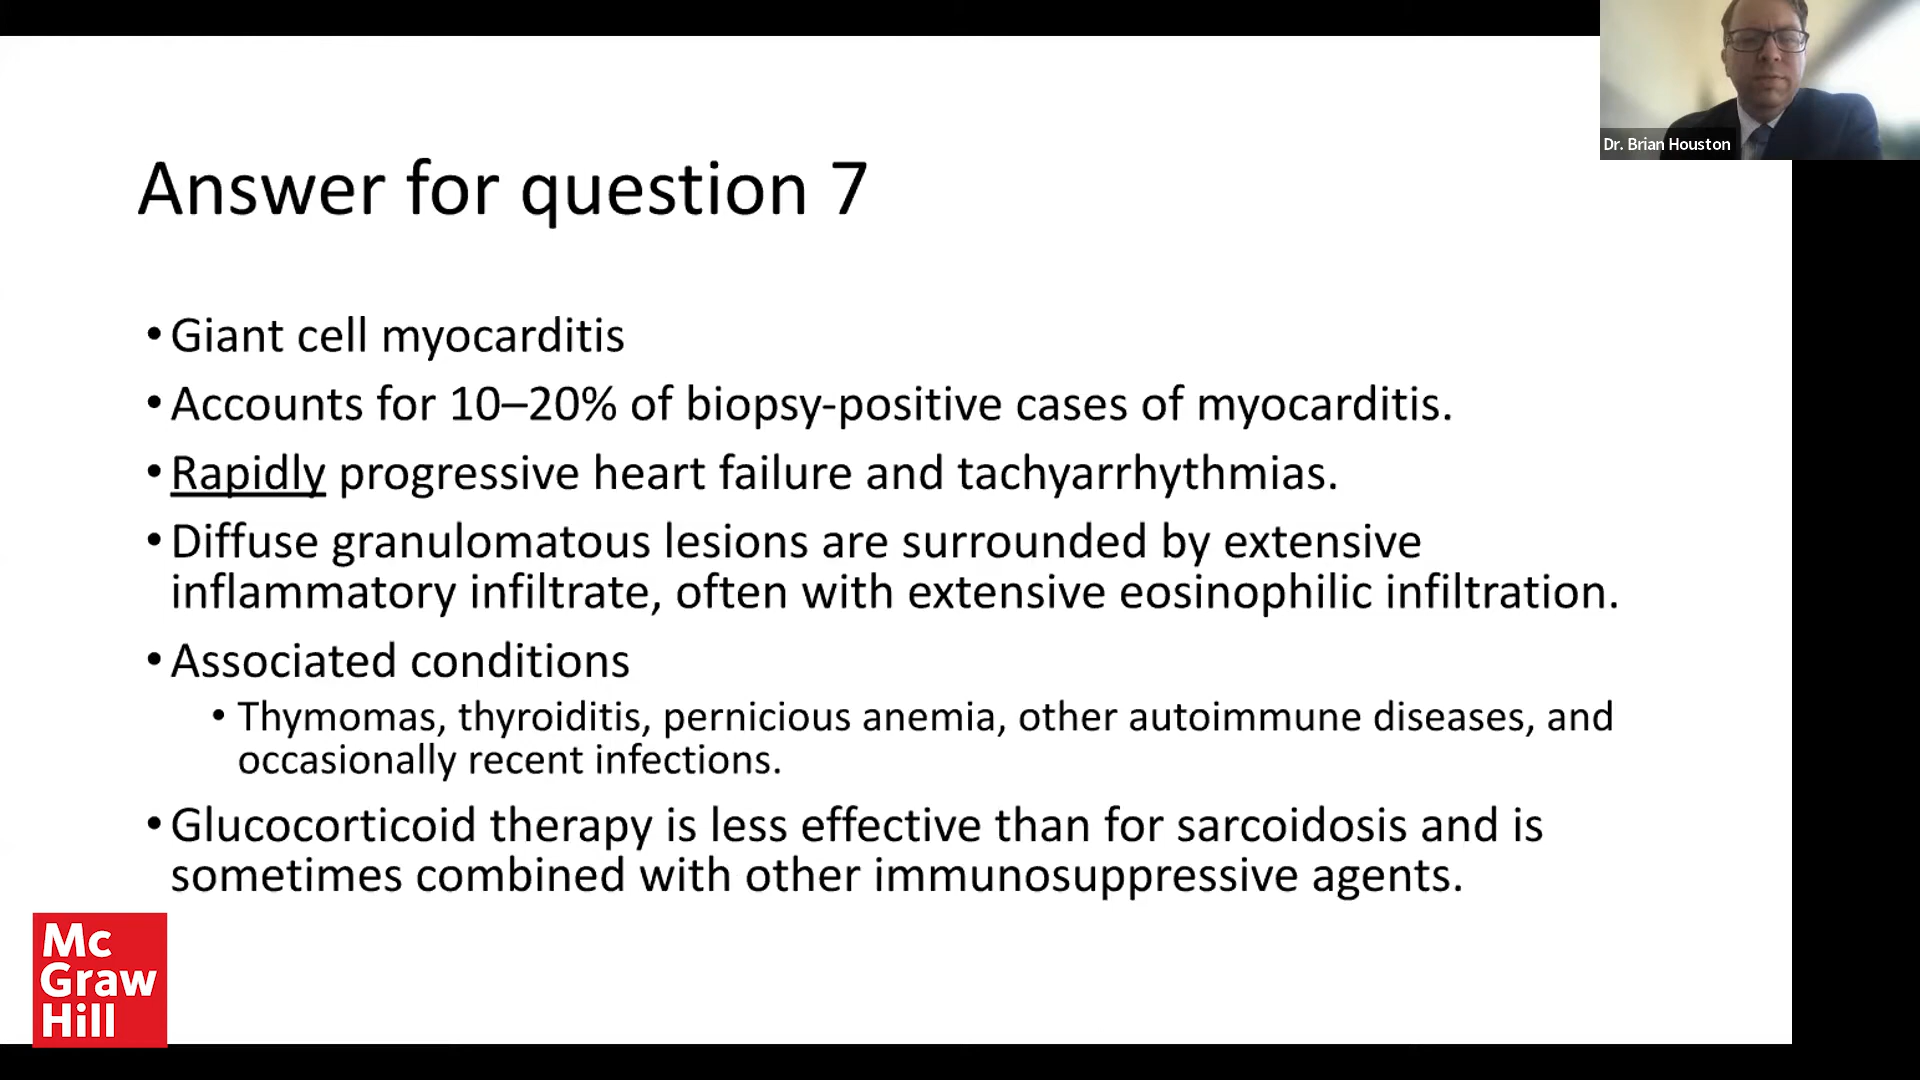 Dr. Brian Houston
Answer for question 7
• Giant cell myocarditis
• Accounts for 10–20% of biopsy-positive cases of myocarditis.
• Rapidly progressive heart failure and tachyarrhythmias.
• Diffuse granulomatous lesions are surrounded by extensive
inflammatory infiltrate, often with extensive eosinophilic infiltration.
• Associated conditions
• Thymomas, thyroiditis, pernicious anemia, other autoimmune diseases, and
occasionally recent infections.
• Glucocorticoid therapy is less effective than for sarcoidosis and is
sometimes combined with other immunosuppressive agents.
Mc
Graw
Hill